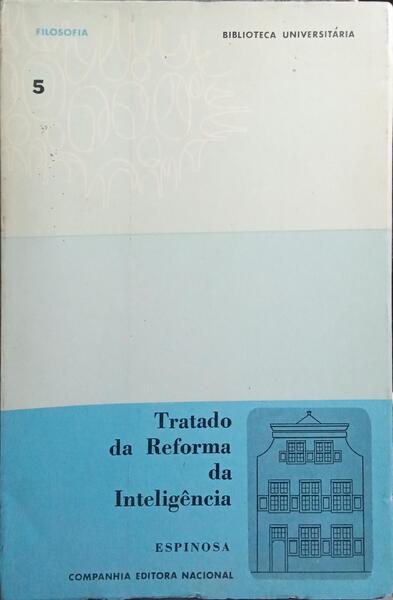 FILOSOFIA
BIBLIOTECA UNIVERSITÁRIA
5
Tratado
da Reforma
da
Inteligência
ESPINOSA
COMPANHIA EDITORA NACIONAL